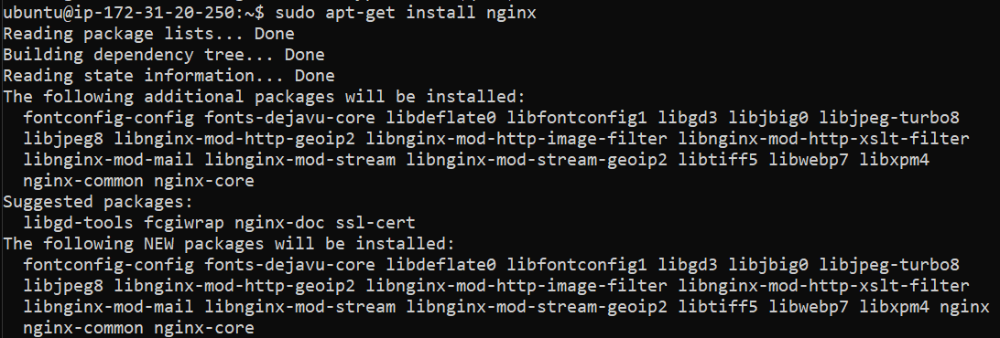 ubuntu@ip-172-31-20-250:~$ sudo apt-get install nginx
Reading package lists... Done
Building dependency tree... Done
Reading state information... Done
The following additional packages will be installed:
  fontconfig-config fonts-dejavu-core libdeflate0 libfontconfig1 libgd3 libjbig0 libjpeg-turbo8
  libjpeg8 libnginx-mod-http-geoip2 libnginx-mod-http-image-filter libnginx-mod-http-xslt-filter
  libnginx-mod-mail libnginx-mod-stream libnginx-mod-stream-geoip2 libtiff5 libwebp7 libxpm4
  nginx-common nginx-core
Suggested packages:
  libgd-tools fcgiwrap nginx-doc ssl-cert
The following NEW packages will be installed:
  fontconfig-config fonts-dejavu-core libdeflate0 libfontconfig1 libgd3 libjbig0 libjpeg-turbo8
  libjpeg8 libnginx-mod-http-geoip2 libnginx-mod-http-image-filter libnginx-mod-http-xslt-filter
  libnginx-mod-mail libnginx-mod-stream libnginx-mod-stream-geoip2 libtiff5 libwebp7 libxpm4 nginx
  nginx-common nginx-core